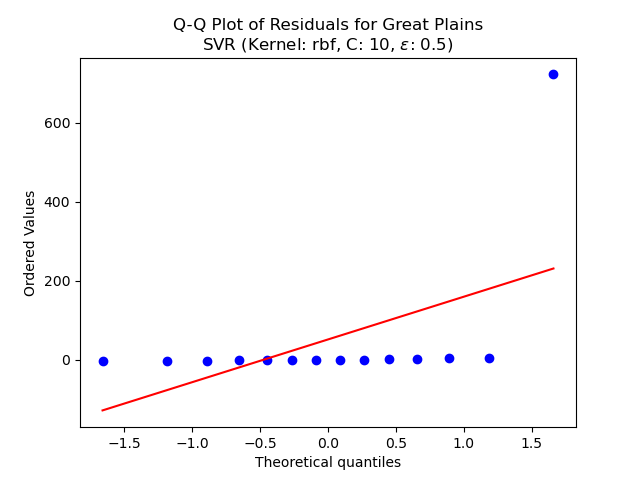 Q-Q Plot of Residuals for Great Plains
SVR (Kernel: rbf, C: 10, ε: 0.5)
Ordered Values
600
400
200
0
−1.5
−1.0
−0.5
0.0
0.5
1.0
1.5
Theoretical quantiles